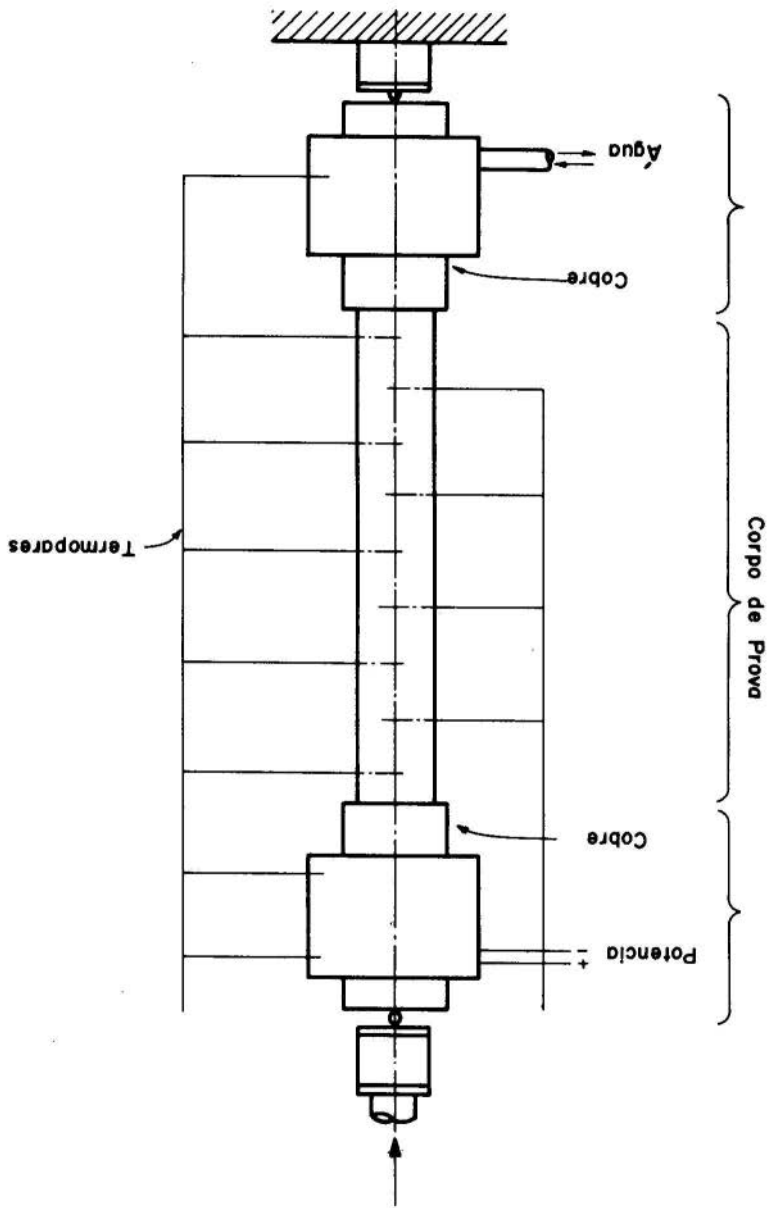 Potencia
+
−
Cobre
Corpo de Prova
Termopares
Cobre
Água